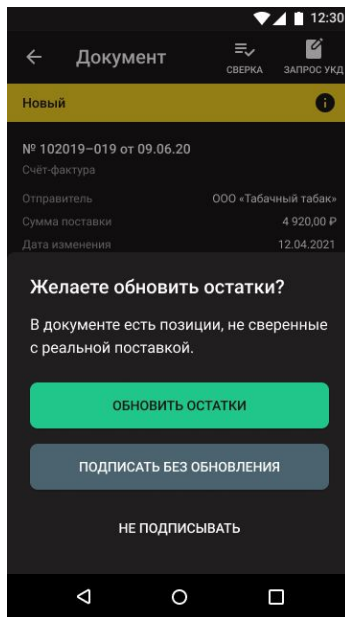 12:30
Документ
СВЕРКА
ЗАПРОС УКД
Новый
№ 102019–019 от 09.06.20
Счёт-фактура
Отправитель ООО «Табачный табак»
Сумма поставки 4 920,00 ₽
Дата изменения 12.04.2021
Желаете обновить остатки?
В документе есть позиции, не сверенные
с реальной поставкой.
ОБНОВИТЬ ОСТАТКИ
ПОДПИСАТЬ БЕЗ ОБНОВЛЕНИЯ
НЕ ПОДПИСЫВАТЬ